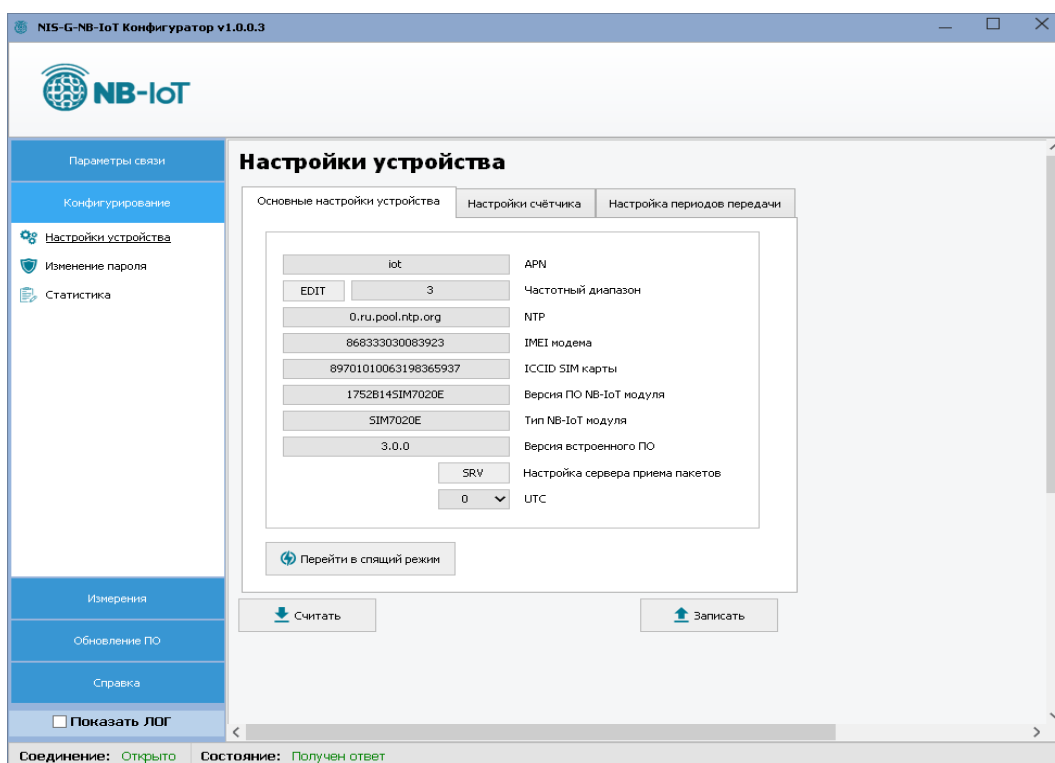 NIS-G-NB-IoT Конфигуратор v1.0.0.3
NB-IoT
Параметры связи
Конфигурирование
Настройки устройства
Изменение пароля
Статистика
Измерения
Обновление ПО
Справка
Показать ЛОГ
Настройки устройства
Основные настройки устройства
Настройки счётчика
Настройка периодов передачи
iot APN
EDIT 3 Частотный диапазон
0.ru.pool.ntp.org NTP
868333030083923 IMEI модема
89701010063198365937 ICCID SIM карты
1752B14SIM7020E Версия ПО NB-IoT модуля
SIM7020E Тип NB-IoT модуля
3.0.0 Версия встроенного ПО
SRV Настройка сервера приема пакетов
0 UTC
Перейти в спящий режим
Считать
Записать
Соединение: Открыто Состояние: Получен ответ